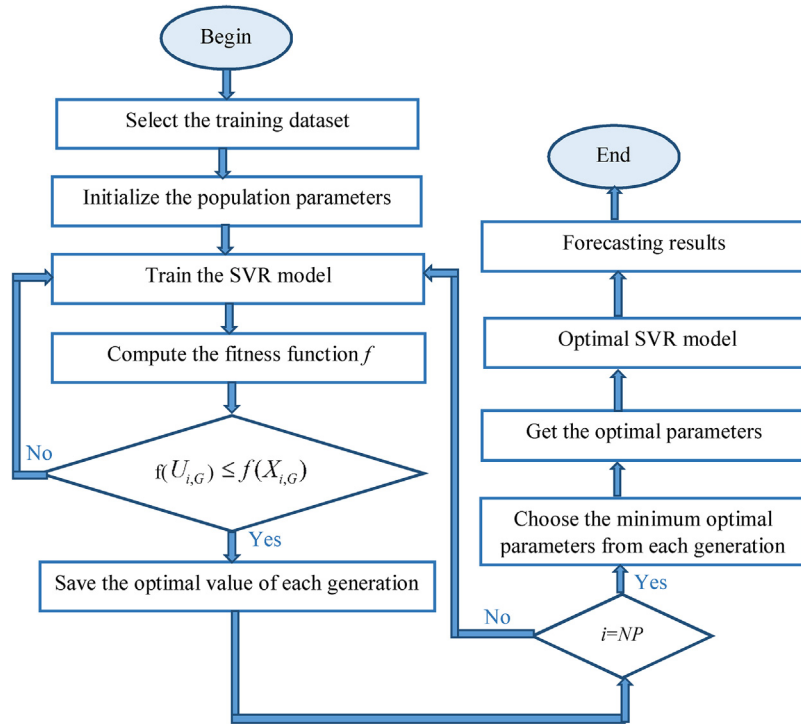 Begin
Select the training dataset
Initialize the population parameters
Train the SVR model
Compute the fitness function f
No
f(U_{i,G}) ≤ f(X_{i,G})
Yes
Save the optimal value of each generation
No
i=NP
Yes
Choose the minimum optimal
parameters from each generation
Get the optimal parameters
Optimal SVR model
Forecasting results
End